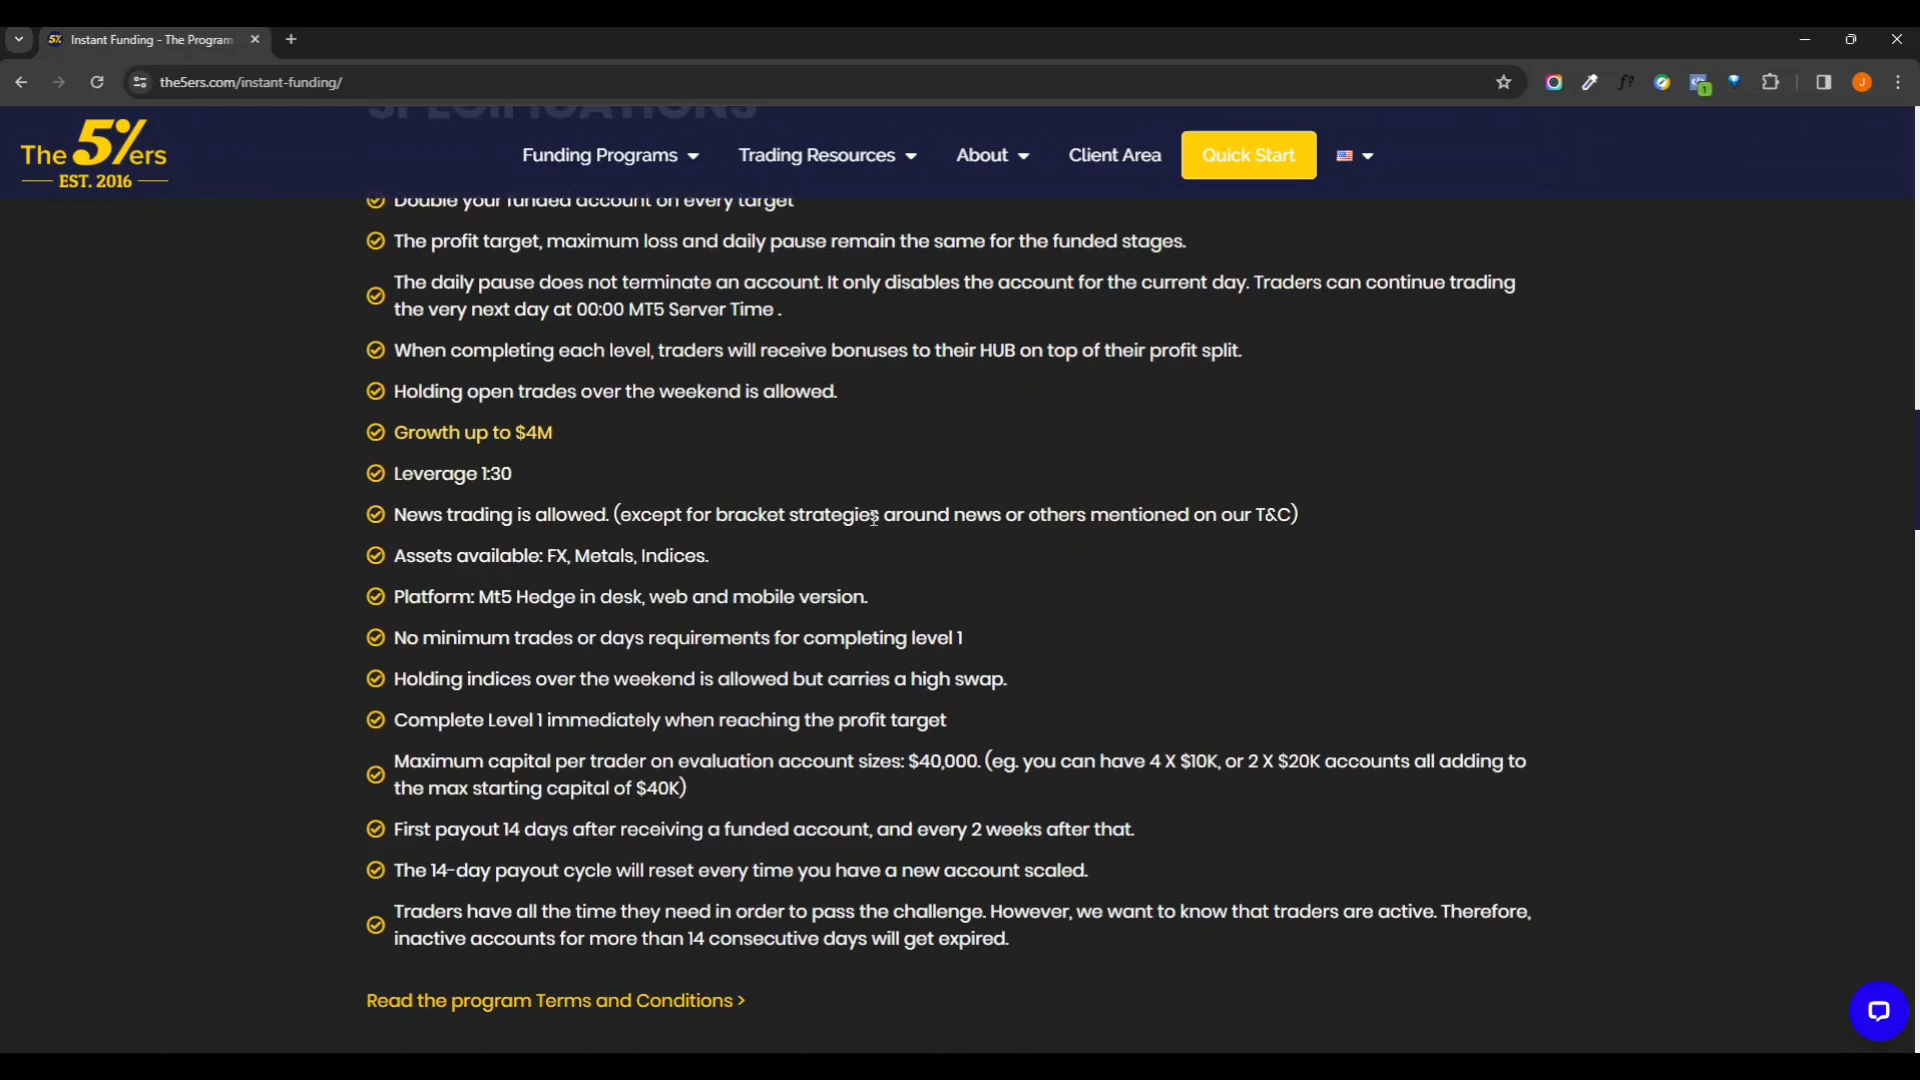 Instant Funding - The Program
the5ers.com/instant-funding/
SPECIFICATIONS
The 5%ers
EST. 2016
Funding Programs
Trading Resources
About
Client Area
Quick Start
Double your funded account on every target
The profit target, maximum loss and daily pause remain the same for the funded stages.
The daily pause does not terminate an account. It only disables the account for the current day. Traders can continue trading
the very next day at 00:00 MT5 Server Time .
When completing each level, traders will receive bonuses to their HUB on top of their profit split.
Holding open trades over the weekend is allowed.
Growth up to $4M
Leverage 1:30
News trading is allowed. (except for bracket strategies around news or others mentioned on our T&C)
Assets available: FX, Metals, Indices.
Platform: Mt5 Hedge in desk, web and mobile version.
No minimum trades or days requirements for completing level 1
Holding indices over the weekend is allowed but carries a high swap.
Complete Level 1 immediately when reaching the profit target
Maximum capital per trader on evaluation account sizes: $40,000. (eg. you can have 4 X $10K, or 2 X $20K accounts all adding to
the max starting capital of $40K)
First payout 14 days after receiving a funded account, and every 2 weeks after that.
The 14-day payout cycle will reset every time you have a new account scaled.
Traders have all the time they need in order to pass the challenge. However, we want to know that traders are active. Therefore,
inactive accounts for more than 14 consecutive days will get expired.
Read the program Terms and Conditions >